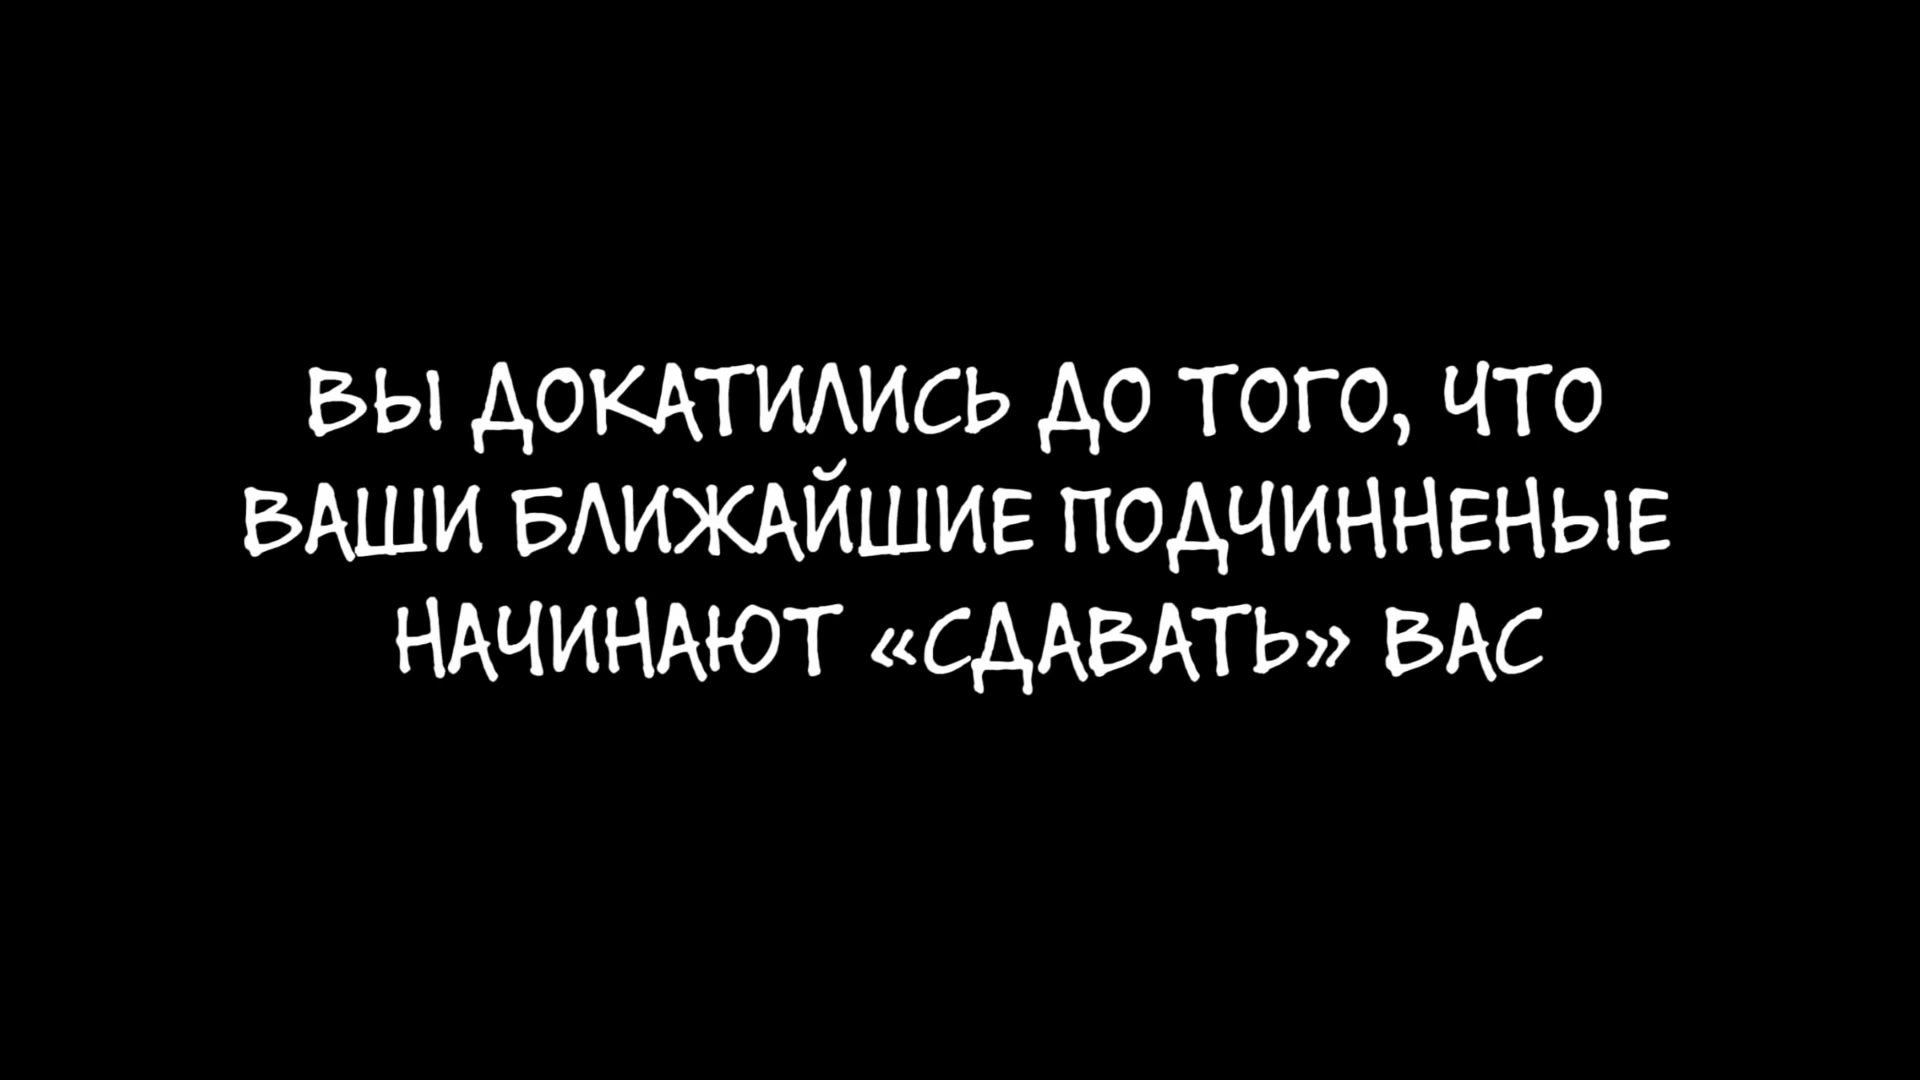 ВЫ ДОКАТИЛИСЬ ДО ТОГО, ЧТО
ВАШИ БЛИЖАЙШИЕ ПОДЧИННЕНЫЕ
НАЧИНАЮТ «СДАВАТЬ» ВАС